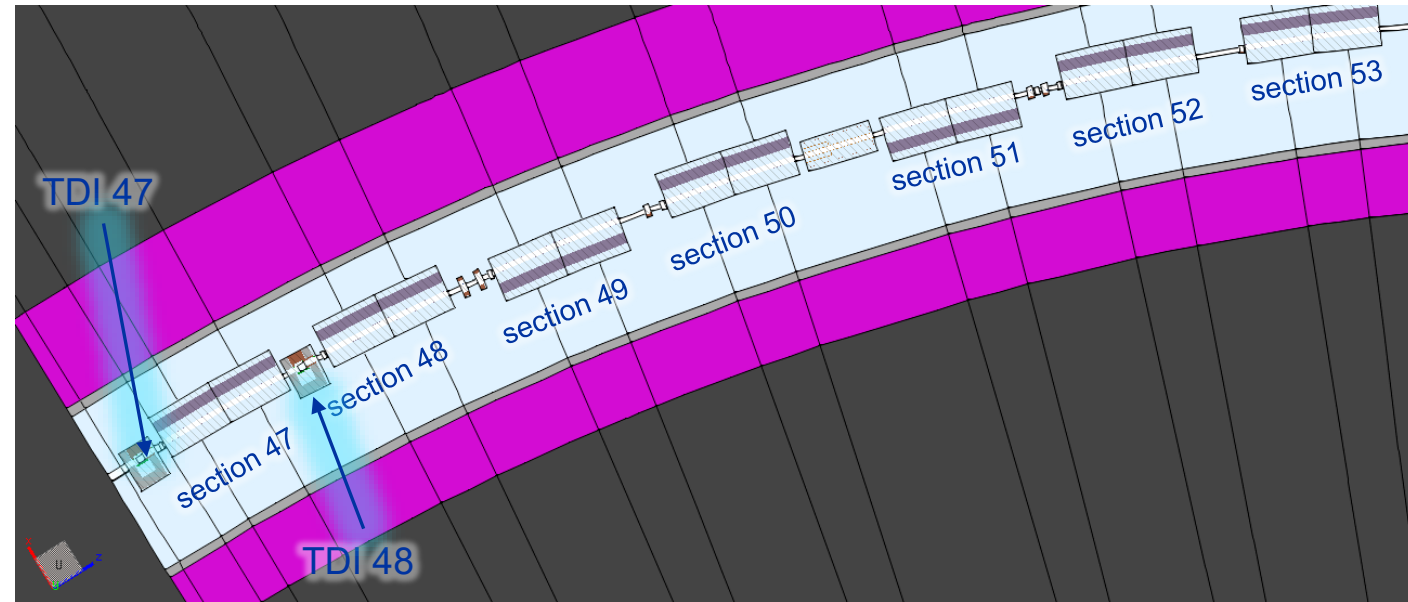 section 53
section 52
section 51
TDI 47
section 50
section 49
section 48
section 47
TDI 48
Z
U